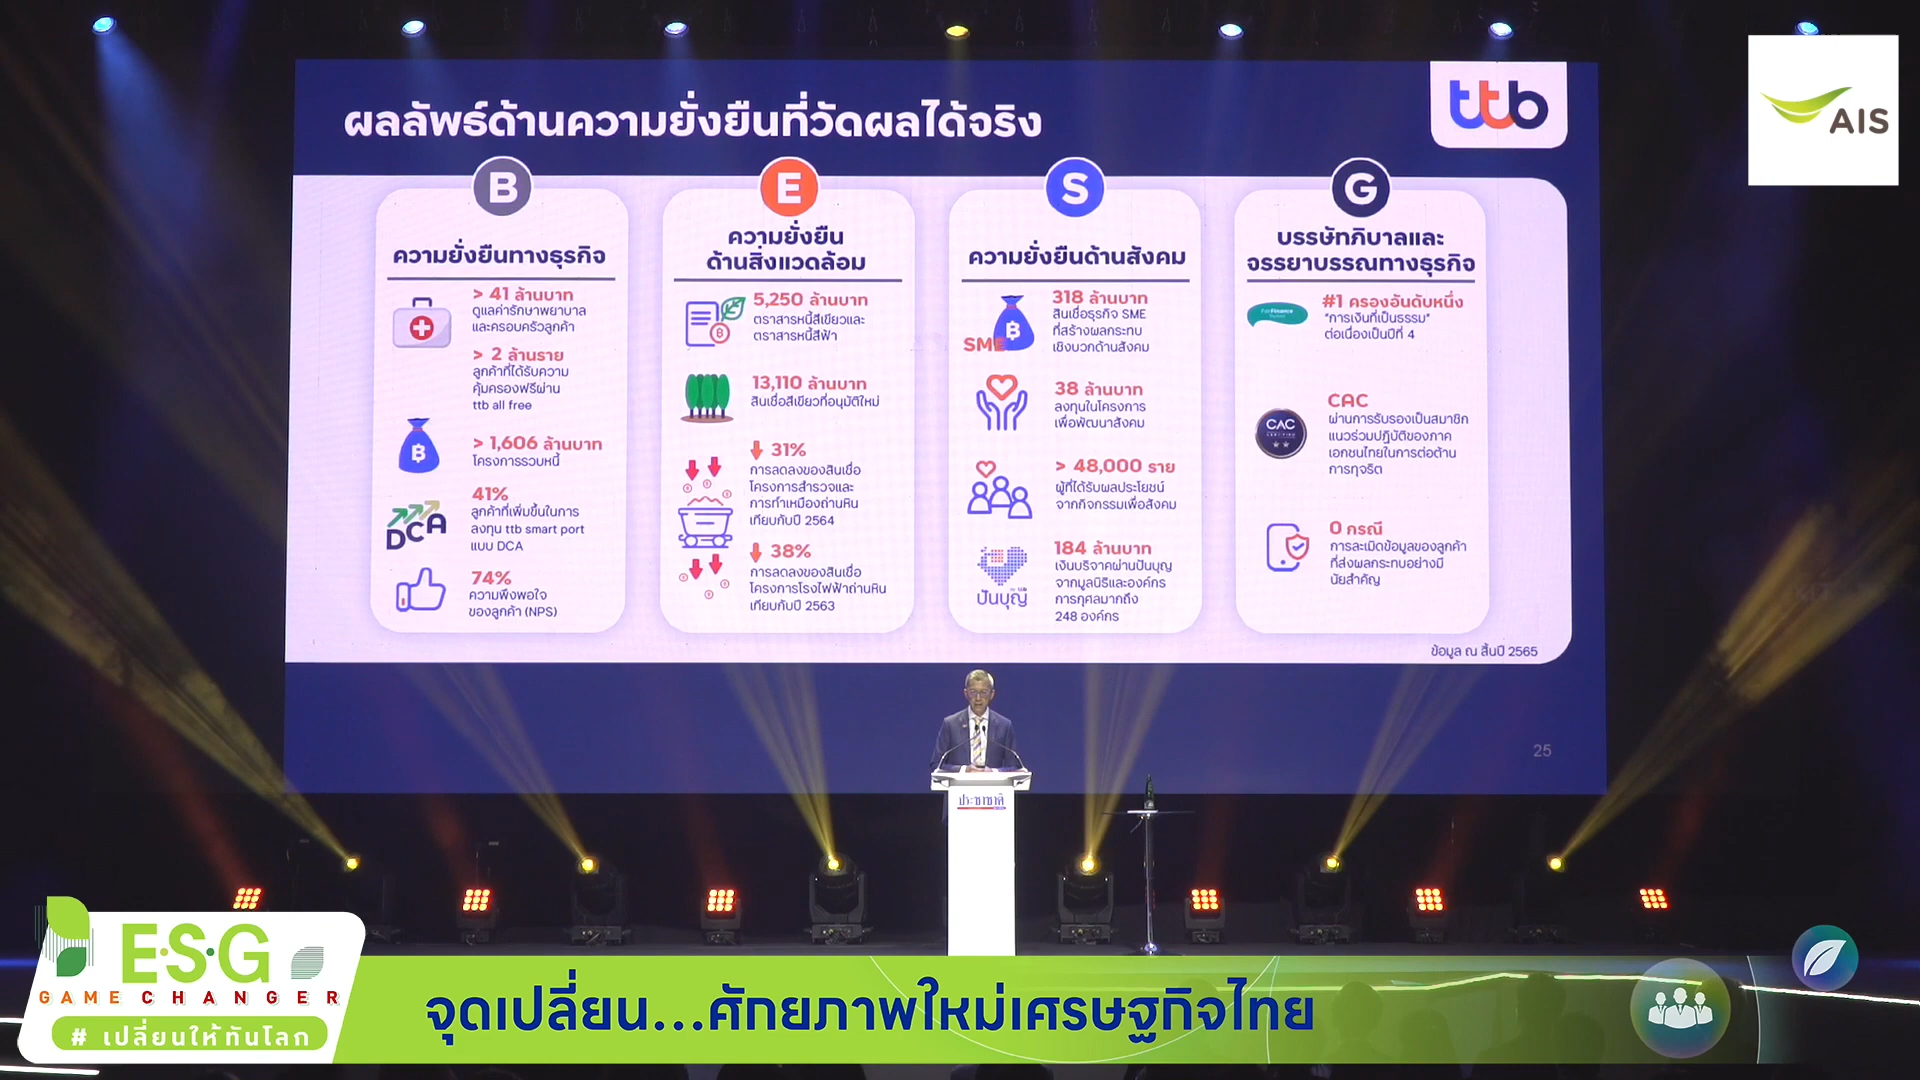 ผลลัพธ์ด้านความยั่งยืนที่วัดผลได้จริง
ttb
AIS
B
ความยั่งยืนทางธุรกิจ
> 41 ล้านบาท
ดูแลค่ารักษาพยาบาล
และครอบครัวลูกค้า
> 2 ล้านราย
ลูกค้าที่ได้รับความ
คุ้มครองฟรีผ่าน
ttb all free
> 1,606 ล้านบาท
โครงการรวบหนี้
DCA
41%
ลูกค้าที่เพิ่มขึ้นในการ
ลงทุน ttb smart port
แบบ DCA
74%
ความพึงพอใจ
ของลูกค้า (NPS)
E
ความยั่งยืน
ด้านสิ่งแวดล้อม
5,250 ล้านบาท
ตราสารหนี้สีเขียวและ
ตราสารหนี้สีฟ้า
13,110 ล้านบาท
สินเชื่อสีเขียวที่อนุมัติใหม่
31%
การลดลงของสินเชื่อ
โครงการสำรวจและ
การทำเหมืองถ่านหิน
เทียบกับปี 2564
38%
การลดลงของสินเชื่อ
โครงการโรงไฟฟ้าถ่านหิน
เทียบกับปี 2563
S
ความยั่งยืนด้านสังคม
SME
318 ล้านบาท
สินเชื่อธุรกิจ SME
ที่สร้างผลกระทบ
เชิงบวกด้านสังคม
38 ล้านบาท
ลงทุนในโครงการ
เพื่อพัฒนาสังคม
> 48,000 ราย
ผู้ที่ได้รับผลประโยชน์
จากกิจกรรมเพื่อสังคม
ปันบุญ
184 ล้านบาท
เงินบริจาคผ่านปันบุญ
จากมูลนิธิและองค์กร
การกุศลมากถึง
248 องค์กร
G
บรรษัทภิบาลและ
จรรยาบรรณทางธุรกิจ
Fair Finance
#1 ครองอันดับหนึ่ง
"การเงินที่เป็นธรรม"
ต่อเนื่องเป็นปีที่ 4
CAC
CAC
ผ่านการรับรองเป็นสมาชิก
แนวร่วมปฏิบัติของภาค
เอกชนไทยในการต่อต้าน
การทุจริต
0 กรณี
การละเมิดข้อมูลของลูกค้า
ที่ส่งผลกระทบอย่างมี
นัยสำคัญ
ข้อมูล ณ สิ้นปี 2565
25
ประชาชาติ
E·S·G
GAME CHANGER
# เปลี่ยนให้ทันโลก
จุดเปลี่ยน...ศักยภาพใหม่เศรษฐกิจไทย